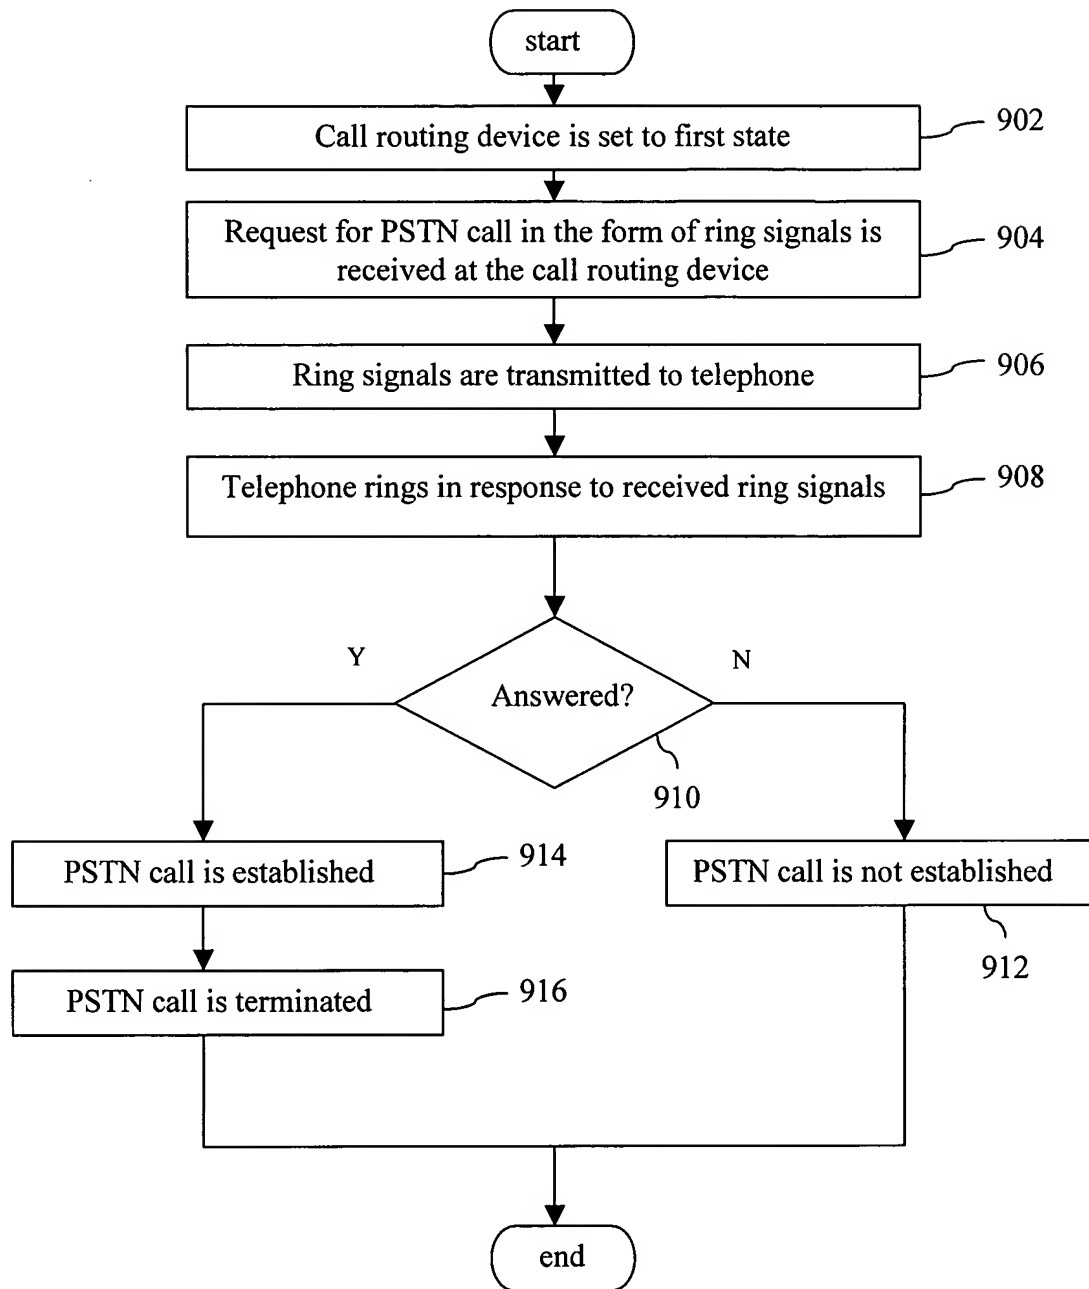 start
Call routing device is set to first state
902
Request for PSTN call in the form of ring signals is
received at the call routing device
904
Ring signals are transmitted to telephone
906
Telephone rings in response to received ring signals
908
Y
N
Answered?
910
PSTN call is established
914
PSTN call is not established
912
PSTN call is terminated
916
end